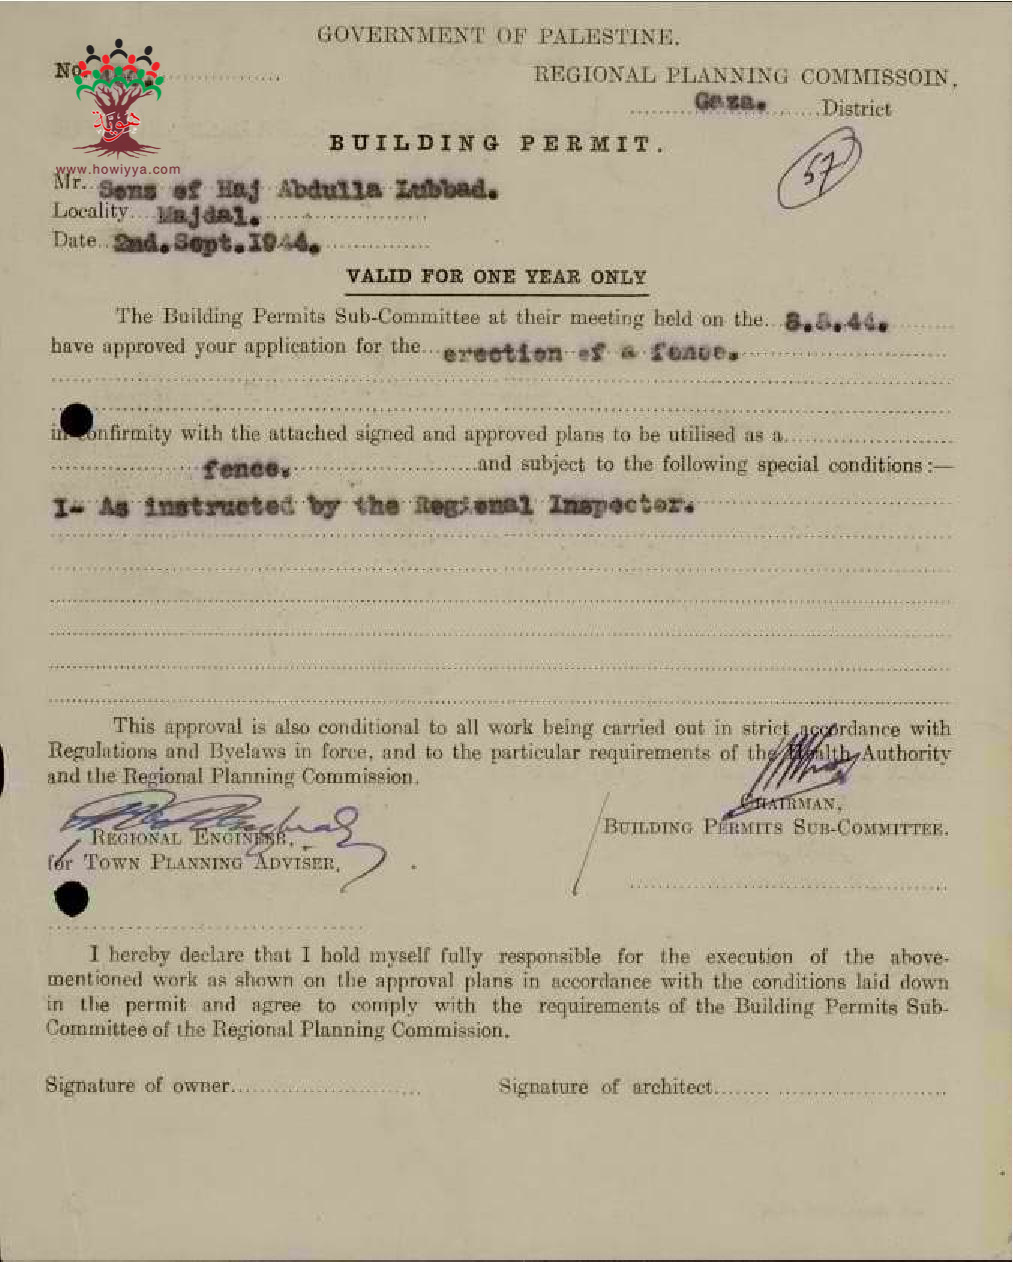 GOVERNMENT OF PALESTINE.
No.
REGIONAL PLANNING COMMISSOIN,
Gaza. District
BUILDING PERMIT.
57
www.howiyya.com
Mr. Sons of Haj Abdulla Lubbad.
Locality Majdal.
Date 2nd.Sept.1944.
VALID FOR ONE YEAR ONLY
The Building Permits Sub-Committee at their meeting held on the 8.8.44.
have approved your application for the erection of a fence.
in confirmity with the attached signed and approved plans to be utilised as a
fence. and subject to the following special conditions :—
I- As instructed by the Regional Inspector.
This approval is also conditional to all work being carried out in strict accordance with
Regulations and Byelaws in force, and to the particular requirements of the Health Authority
and the Regional Planning Commission.
REGIONAL ENGINEER,
for TOWN PLANNING ADVISER,
CHAIRMAN,
BUILDING PERMITS SUB-COMMITTEE.
I hereby declare that I hold myself fully responsible for the execution of the above-
mentioned work as shown on the approval plans in accordance with the conditions laid down
in the permit and agree to comply with the requirements of the Building Permits Sub-
Committee of the Regional Planning Commission.
Signature of owner
Signature of architect